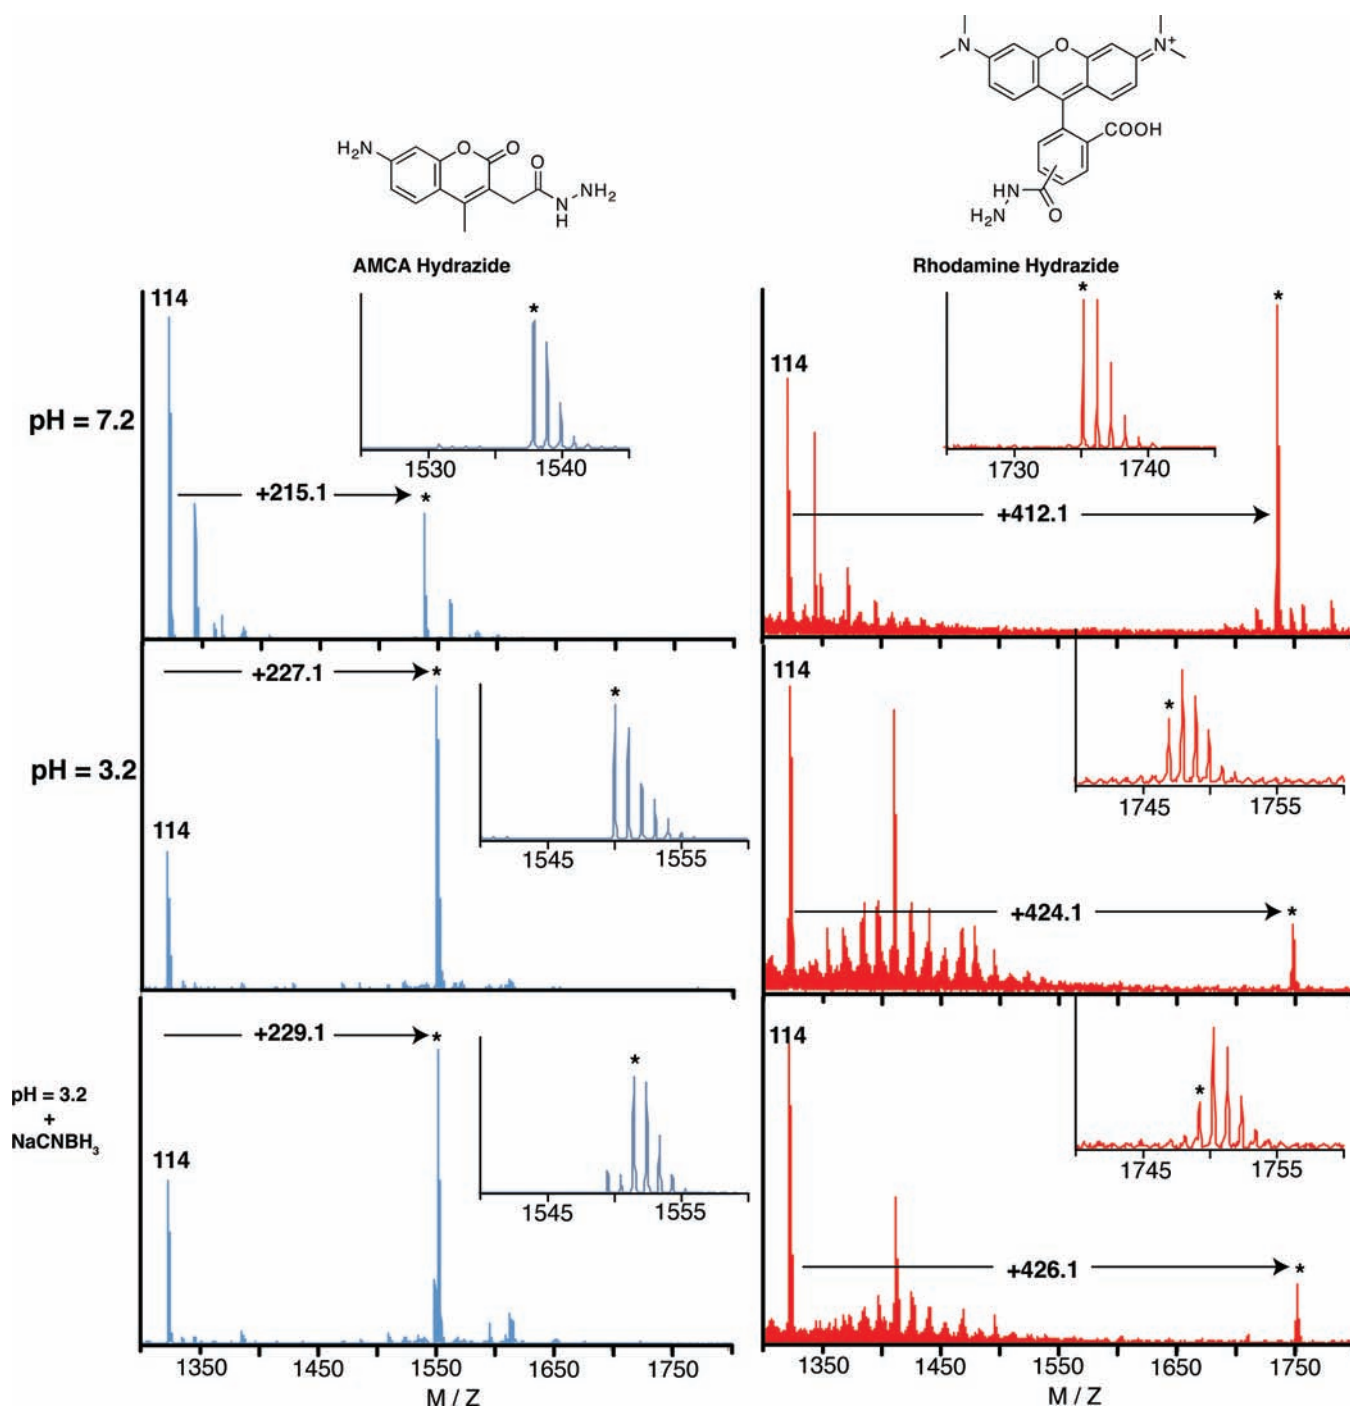 O
N
N+
COOH
HN
O
H2N
H2N
O
O
O
N
H
NH2
AMCA Hydrazide
Rhodamine Hydrazide
pH = 7.2
114
*
1530
1540
+215.1
*
114
*
1730
1740
+412.1
*
pH = 3.2
+227.1
*
114
*
1545
1555
114
*
1745
1755
+424.1
*
pH = 3.2
+
NaCNBH3
+229.1
*
114
*
1545
1555
114
*
1745
1755
+426.1
*
1350
1450
1550
1650
1750
M / Z
1350
1450
1550
1650
1750
M / Z